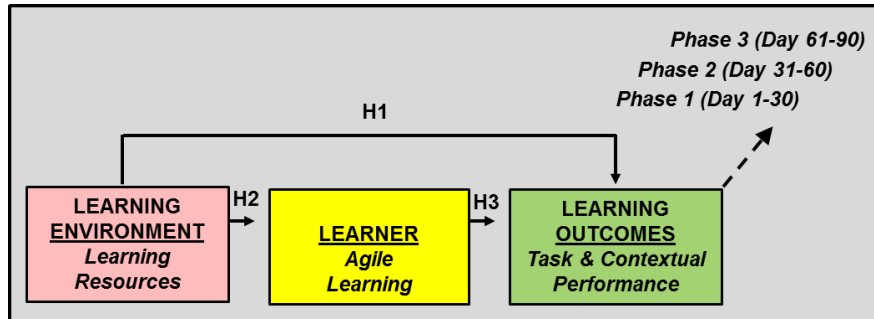 Phase 3 (Day 61-90)
Phase 2 (Day 31-60)
Phase 1 (Day 1-30)
H1
H2
H3
LEARNING
ENVIRONMENT
Learning
Resources
LEARNER
Agile
Learning
LEARNING
OUTCOMES
Task & Contextual
Performance